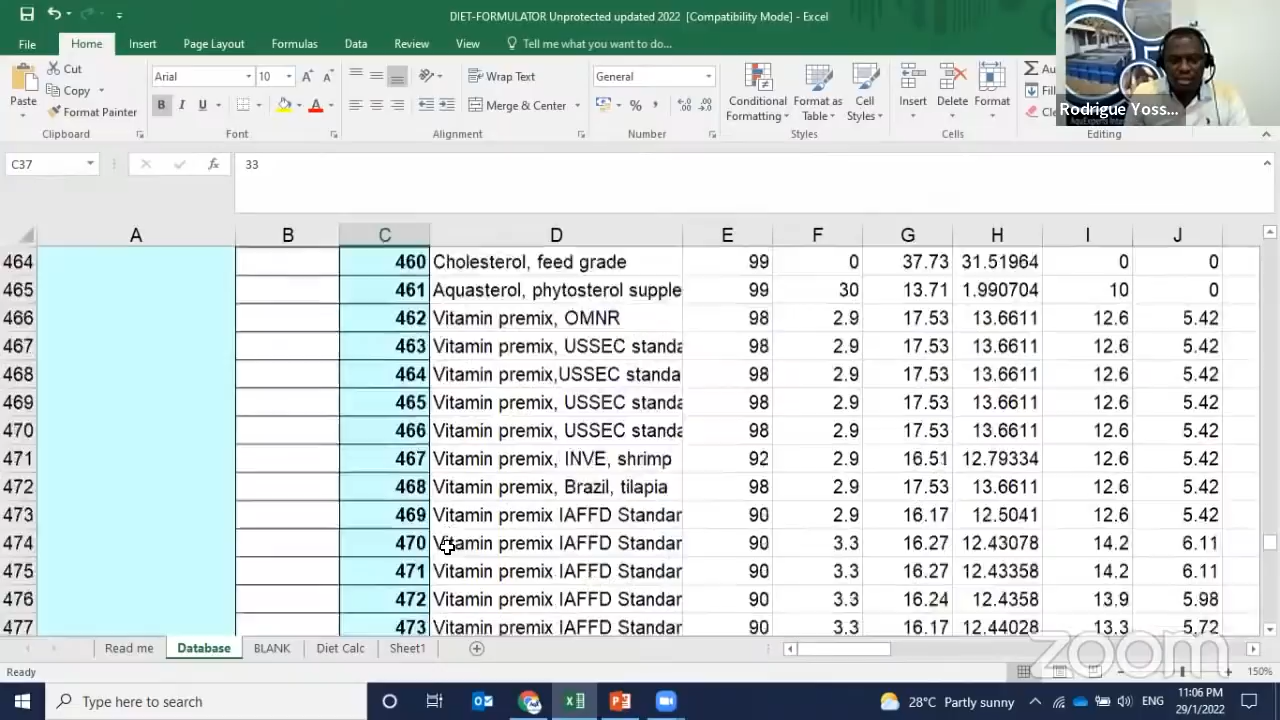 DIET-FORMULATOR Unprotected updated 2022 [Compatibility Mode] - Excel
File Home Insert Page Layout Formulas Data Review View Tell me what you want to do...
Cut
Copy
Format Painter
Paste
Clipboard
Arial 10
B I U
Font
Wrap Text
Merge & Center
Alignment
General
Number
Conditional Formatting
Format as Table
Cell Styles
Styles
Insert Delete Format
Cells
Editing
Rodrigue Yoss...
C37 fx 33
A B C D E F G H I J
464 460 Cholesterol, feed grade 99 0 37.73 31.51964 0 0
465 461 Aquasterol, phytosterol supple 99 30 13.71 1.990704 10 0
466 462 Vitamin premix, OMNR 98 2.9 17.53 13.6611 12.6 5.42
467 463 Vitamin premix, USSEC standa 98 2.9 17.53 13.6611 12.6 5.42
468 464 Vitamin premix,USSEC standa 98 2.9 17.53 13.6611 12.6 5.42
469 465 Vitamin premix, USSEC standa 98 2.9 17.53 13.6611 12.6 5.42
470 466 Vitamin premix, USSEC standa 98 2.9 17.53 13.6611 12.6 5.42
471 467 Vitamin premix, INVE, shrimp 92 2.9 16.51 12.79334 12.6 5.42
472 468 Vitamin premix, Brazil, tilapia 98 2.9 17.53 13.6611 12.6 5.42
473 469 Vitamin premix IAFFD Standar 90 2.9 16.17 12.5041 12.6 5.42
474 470 Vitamin premix IAFFD Standar 90 3.3 16.27 12.43078 14.2 6.11
475 471 Vitamin premix IAFFD Standar 90 3.3 16.27 12.43358 14.2 6.11
476 472 Vitamin premix IAFFD Standar 90 3.3 16.24 12.4358 13.9 5.98
477 473 Vitamin premix IAFFD Standar 90 3.3 16.17 12.44028 13.3 5.72
Read me Database BLANK Diet Calc Sheet1
zoom
Ready 150%
Type here to search
28°C Partly sunny ENG 11:06 PM
29/1/2022